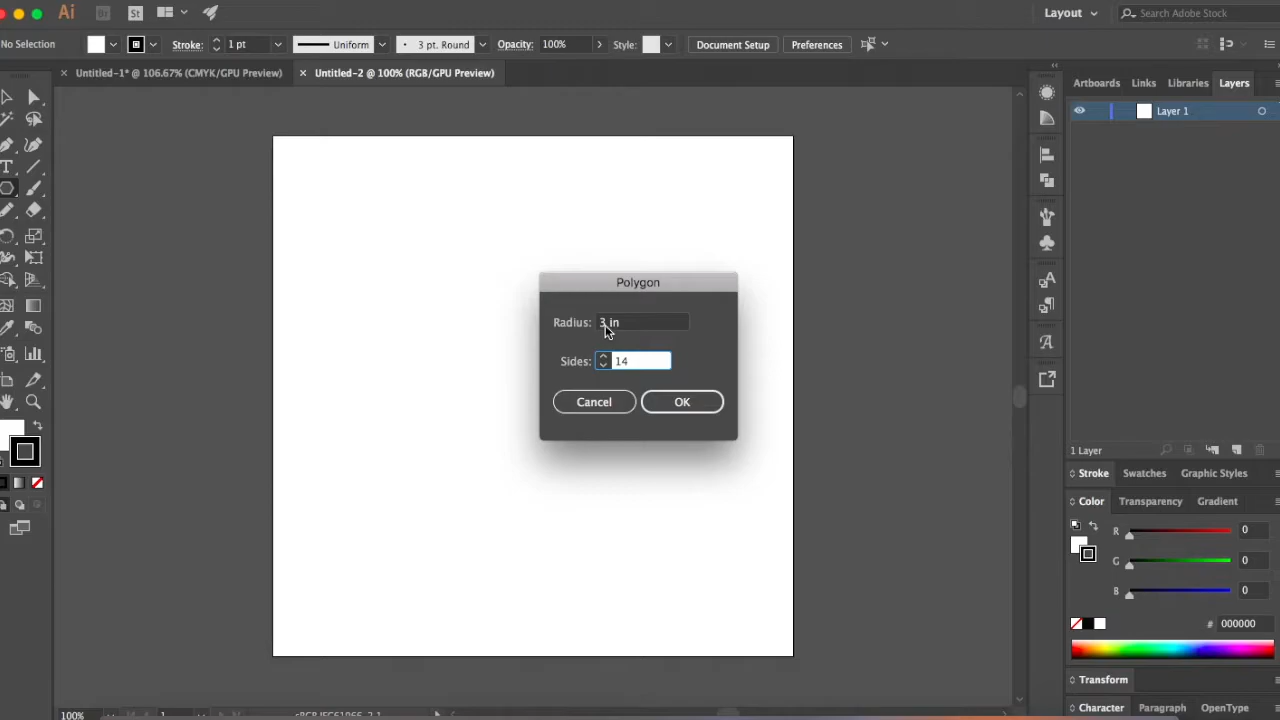 Ai Br St Layout Search Adobe Stock
No Selection Stroke: 1 pt Uniform 3 pt. Round Opacity: 100% Style: Document Setup Preferences
Untitled-1* @ 106.67% (CMYK/GPU Preview) Untitled-2 @ 100% (RGB/GPU Preview)
Artboards Links Libraries Layers
Layer 1
Polygon
Radius: 3 in
Sides: 14
Cancel OK
1 Layer
Stroke Swatches Graphic Styles
Color Transparency Gradient
R 0
G 0
B 0
# 000000
Transform
Character Paragraph OpenType
100% 1